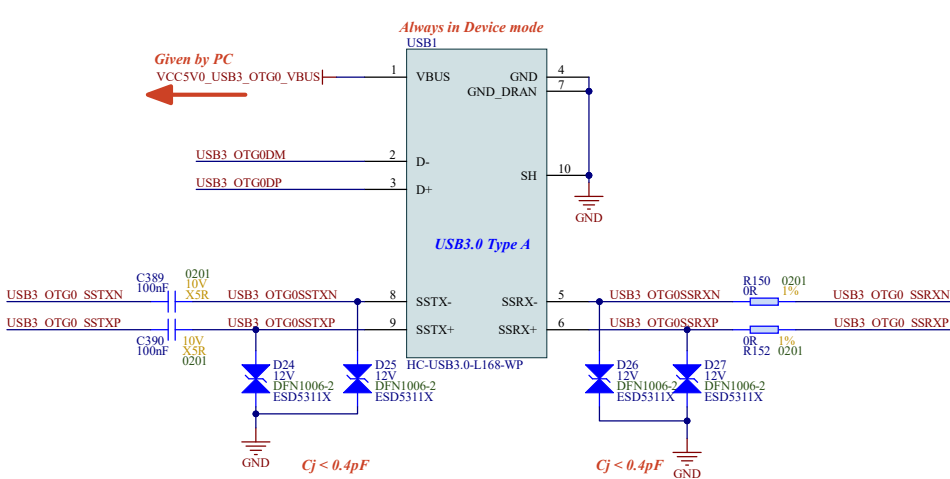 Always in Device mode
USB1
Given by PC
VCC5V0_USB3_OTG0_VBUS
1
VBUS
GND
4
GND_DRAN
7
USB3_OTG0DM
2
D-
USB3_OTG0DP
3
D+
SH
10
GND
USB3.0 Type A
C389
100nF
0201
10V
X5R
USB3_OTG0_SSTXN
USB3_OTG0SSTXN
8
SSTX-
SSRX-
5
USB3_OTG0SSRXN
R150
0R
0201
1%
USB3_OTG0_SSRXN
USB3_OTG0_SSTXP
USB3_OTG0SSTXP
9
SSTX+
SSRX+
6
USB3_OTG0SSRXP
USB3_OTG0_SSRXP
C390
100nF
10V
X5R
0201
0R
R152
1%
0201
HC-USB3.0-L168-WP
D24
12V
DFN1006-2
ESD5311X
D25
12V
DFN1006-2
ESD5311X
D26
12V
DFN1006-2
ESD5311X
D27
12V
DFN1006-2
ESD5311X
GND
Cj < 0.4pF
Cj < 0.4pF
GND